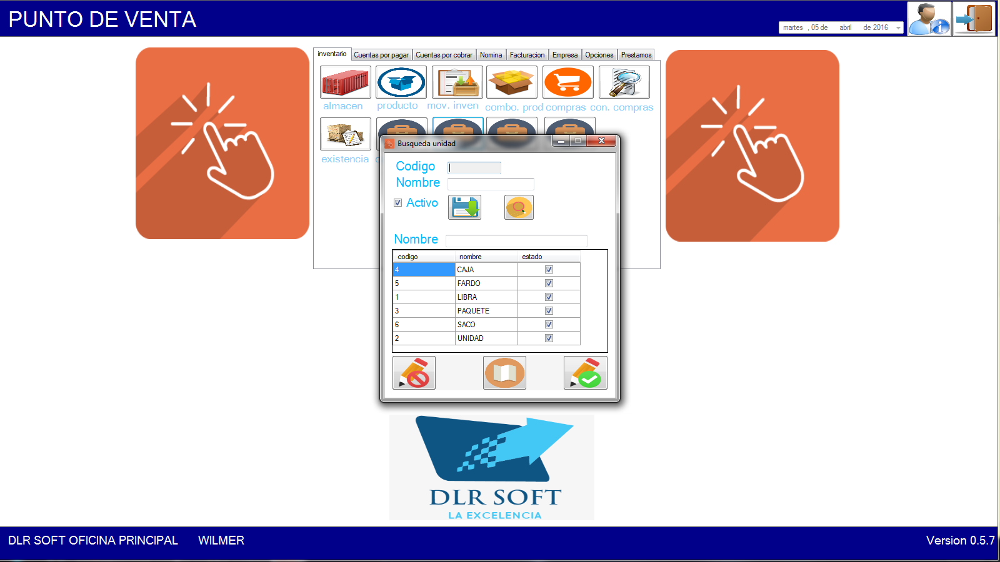 PUNTO DE VENTA
martes , 05 de abril de 2016
inventario Cuentas por pagar Cuentas por cobrar Nomina Facturacion Empresa Opciones Prestamos
almacen producto mov. inven combo. prod compras con. compras
existencia
Busqueda unidad
Codigo
Nombre
Activo
Nombre
codigo nombre estado
4 CAJA
5 FARDO
1 LIBRA
3 PAQUETE
6 SACO
2 UNIDAD
DLR SOFT
LA EXCELENCIA
DLR SOFT OFICINA PRINCIPAL WILMER Version 0.5.7